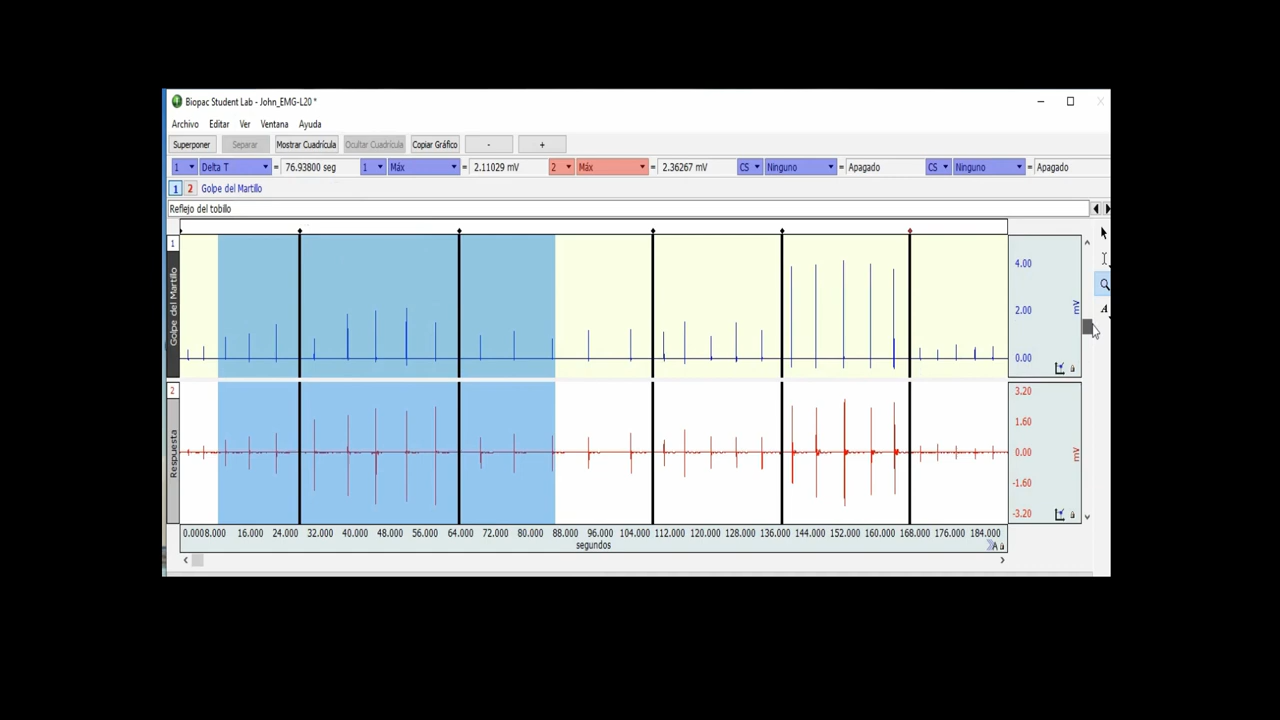 Biopac Student Lab - John_EMG-L20 *
Archivo Editar Ver Ventana Ayuda
Superponer Separar Mostrar Cuadrícula Ocultar Cuadrícula Copiar Gráfico - +
1 Delta T = 76.93800 seg 1 Máx = 2.11029 mV 2 Máx = 2.36267 mV CS Ninguno = Apagado CS Ninguno = Apagado
1 2 Golpe del Martillo
Reflejo del tobillo
1
Golpe del Martillo
4.00
2.00
0.00
mV
2
Respuesta
3.20
1.60
0.00
-1.60
-3.20
mV
0.000 8.000 16.000 24.000 32.000 40.000 48.000 56.000 64.000 72.000 80.000 88.000 96.000 104.000 112.000 120.000 128.000 136.000 144.000 152.000 160.000 168.000 176.000 184.000
segundos
A